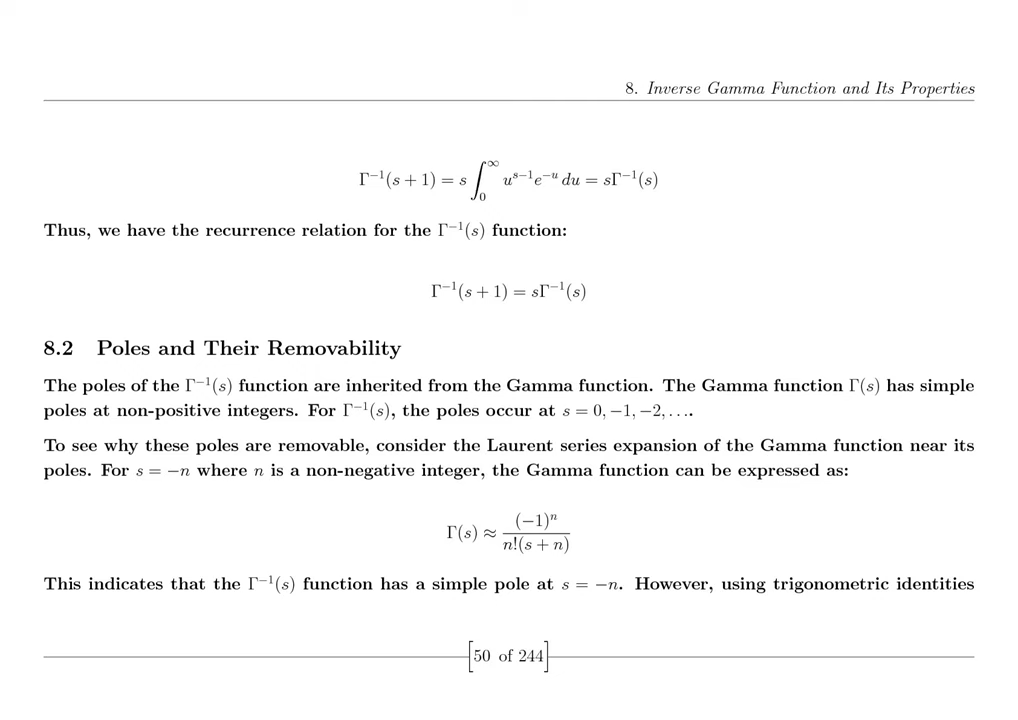 8. Inverse Gamma Function and Its Properties
Γ⁻¹(s + 1) = s ∫₀^∞ u^{s−1}e^{−u} du = sΓ⁻¹(s)
Thus, we have the recurrence relation for the Γ⁻¹(s) function:
Γ⁻¹(s + 1) = sΓ⁻¹(s)
8.2 Poles and Their Removability
The poles of the Γ⁻¹(s) function are inherited from the Gamma function. The Gamma function Γ(s) has simple
poles at non-positive integers. For Γ⁻¹(s), the poles occur at s = 0, −1, −2, . . ..
To see why these poles are removable, consider the Laurent series expansion of the Gamma function near its
poles. For s = −n where n is a non-negative integer, the Gamma function can be expressed as:
Γ(s) ≈ (−1)ⁿ / n!(s + n)
This indicates that the Γ⁻¹(s) function has a simple pole at s = −n. However, using trigonometric identities
[50 of 244]